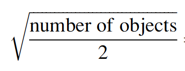 √(number of objects / 2)